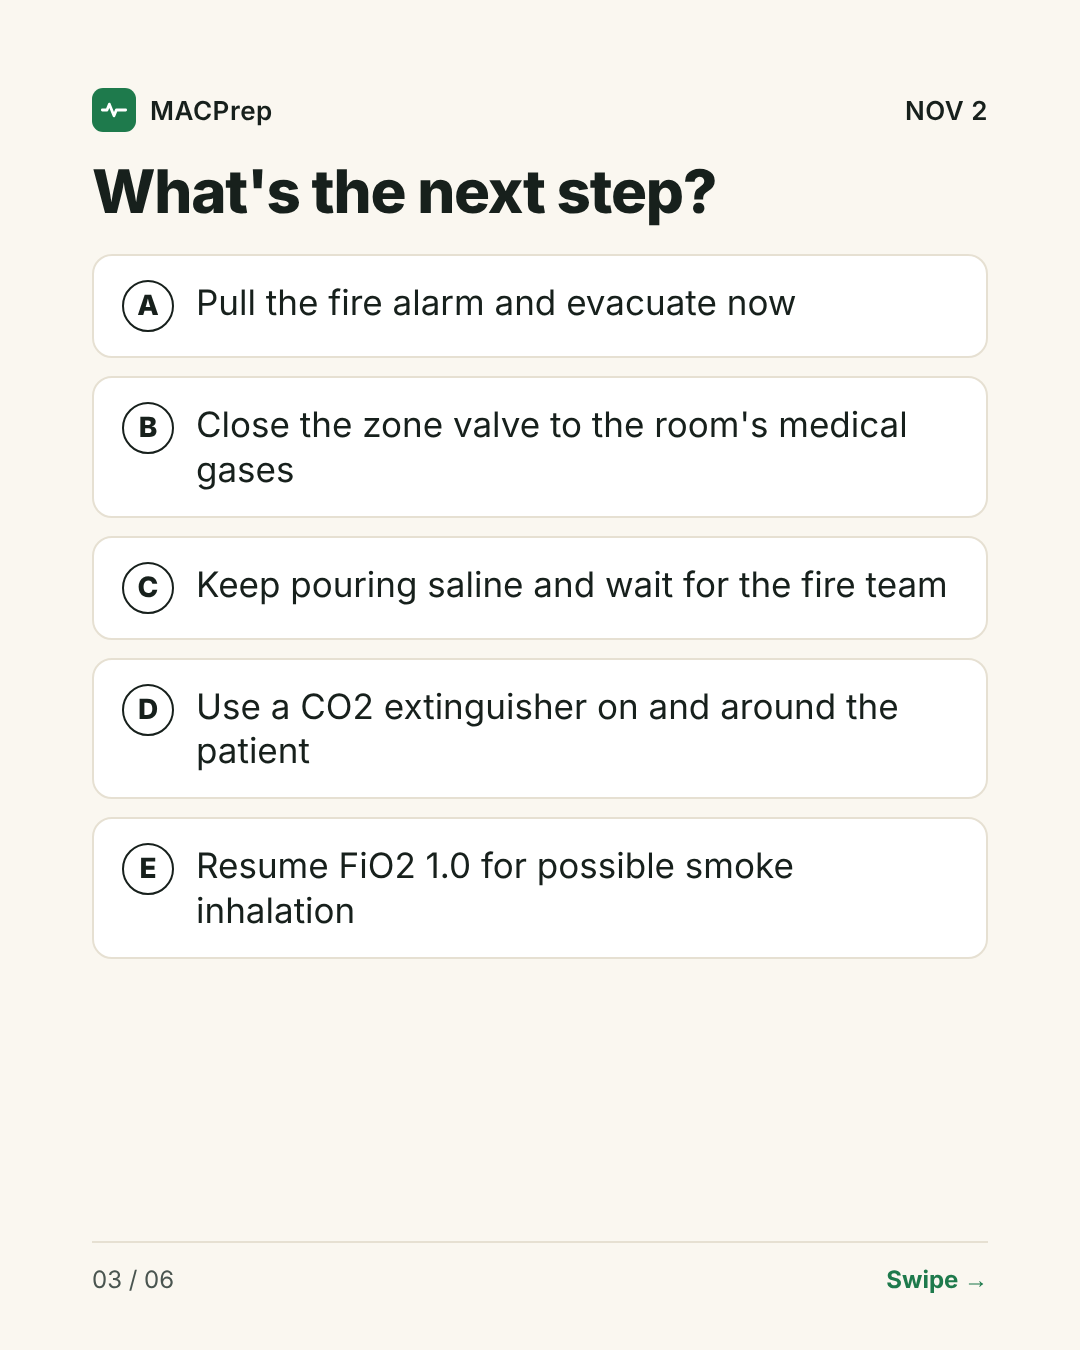 MACPrep
NOV 2
What's the next step?
A Pull the fire alarm and evacuate now
B Close the zone valve to the room's medical
gases
C Keep pouring saline and wait for the fire team
D Use a CO2 extinguisher on and around the
patient
E Resume FiO2 1.0 for possible smoke
inhalation
03 / 06
Swipe →